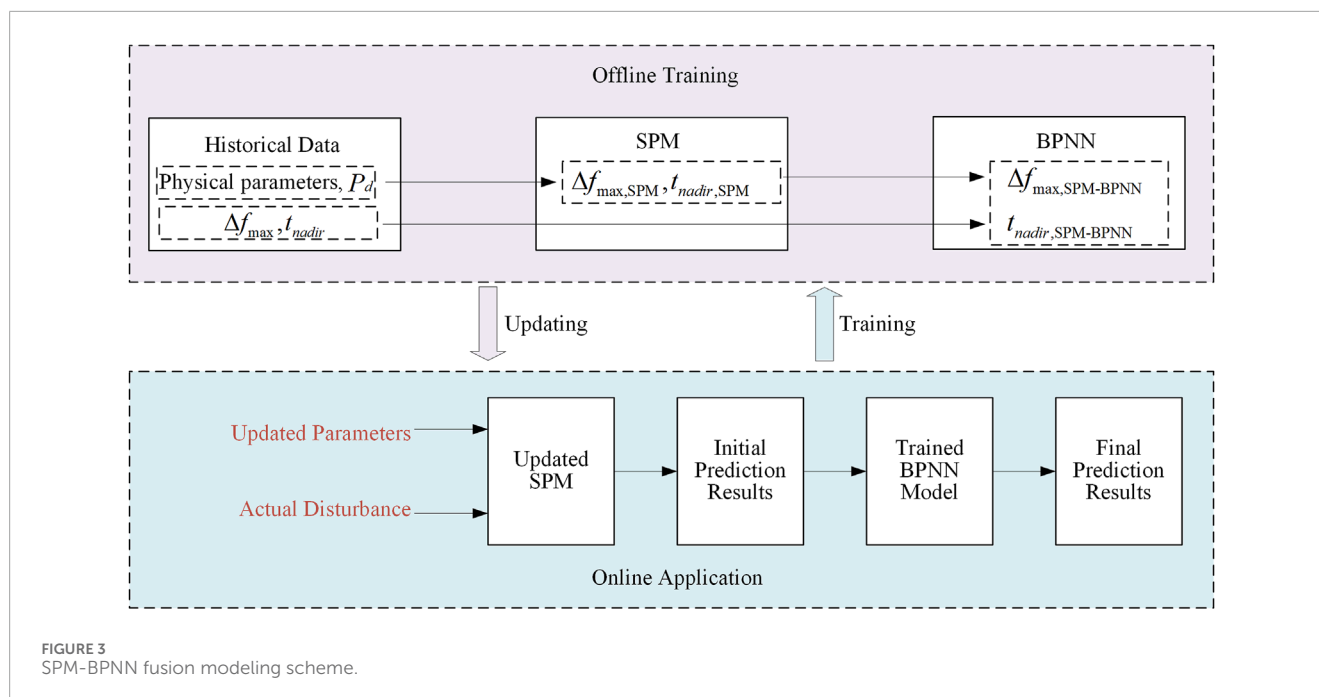 Offline Training
Historical Data
Physical parameters, P_d
Δf_max, t_nadir
SPM
Δf_max,SPM, t_nadir,SPM
BPNN
Δf_max,SPM-BPNN
t_nadir,SPM-BPNN
Updating
Training
Updated Parameters
Actual Disturbance
Updated
SPM
Initial
Prediction
Results
Trained
BPNN
Model
Final
Prediction
Results
Online Application
FIGURE 3
SPM-BPNN fusion modeling scheme.